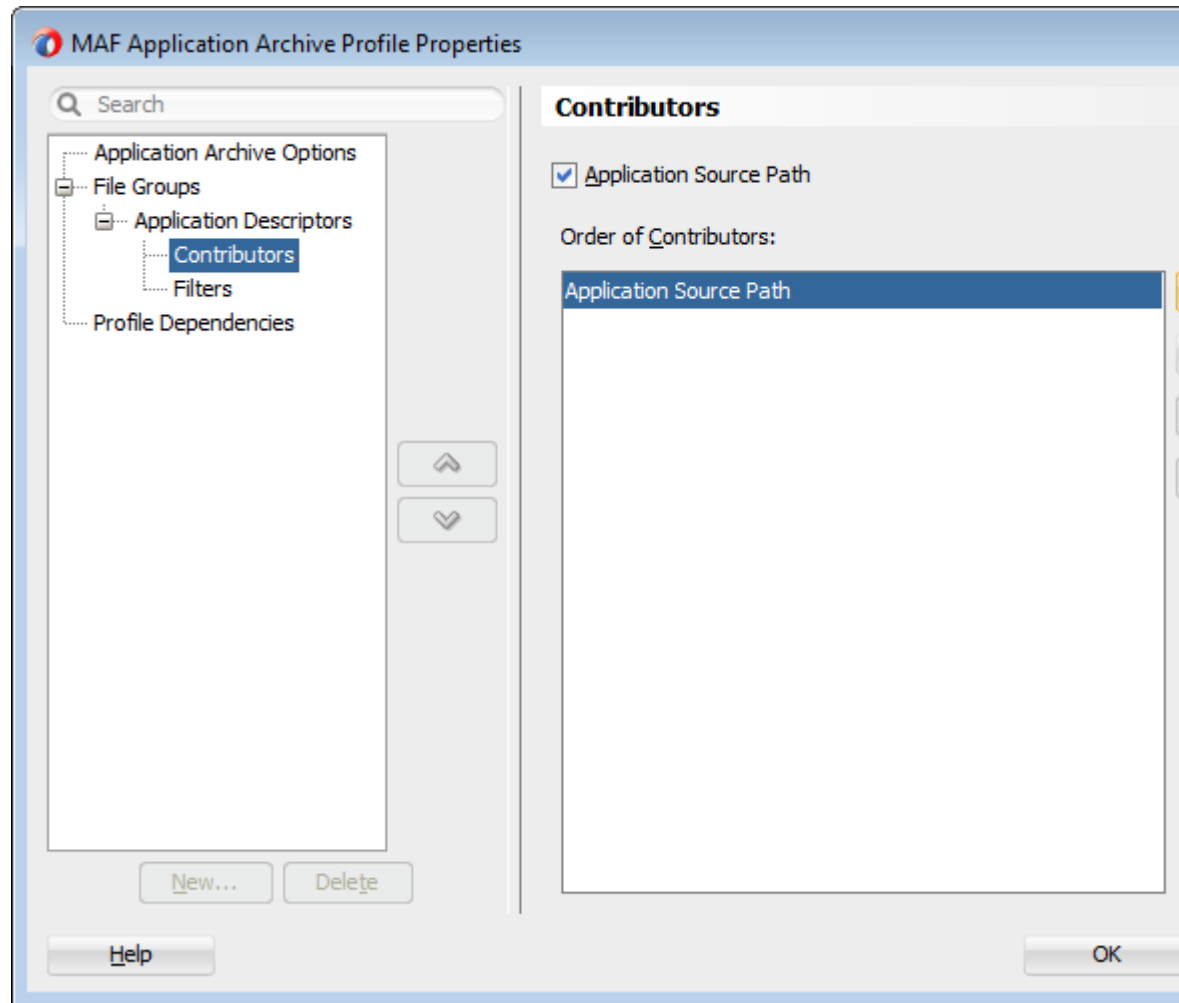 MAF Application Archive Profile Properties
Search
Application Archive Options
File Groups
Application Descriptors
Contributors
Filters
Profile Dependencies
New...
Delete
Contributors
Application Source Path
Order of Contributors:
Application Source Path
Help
OK